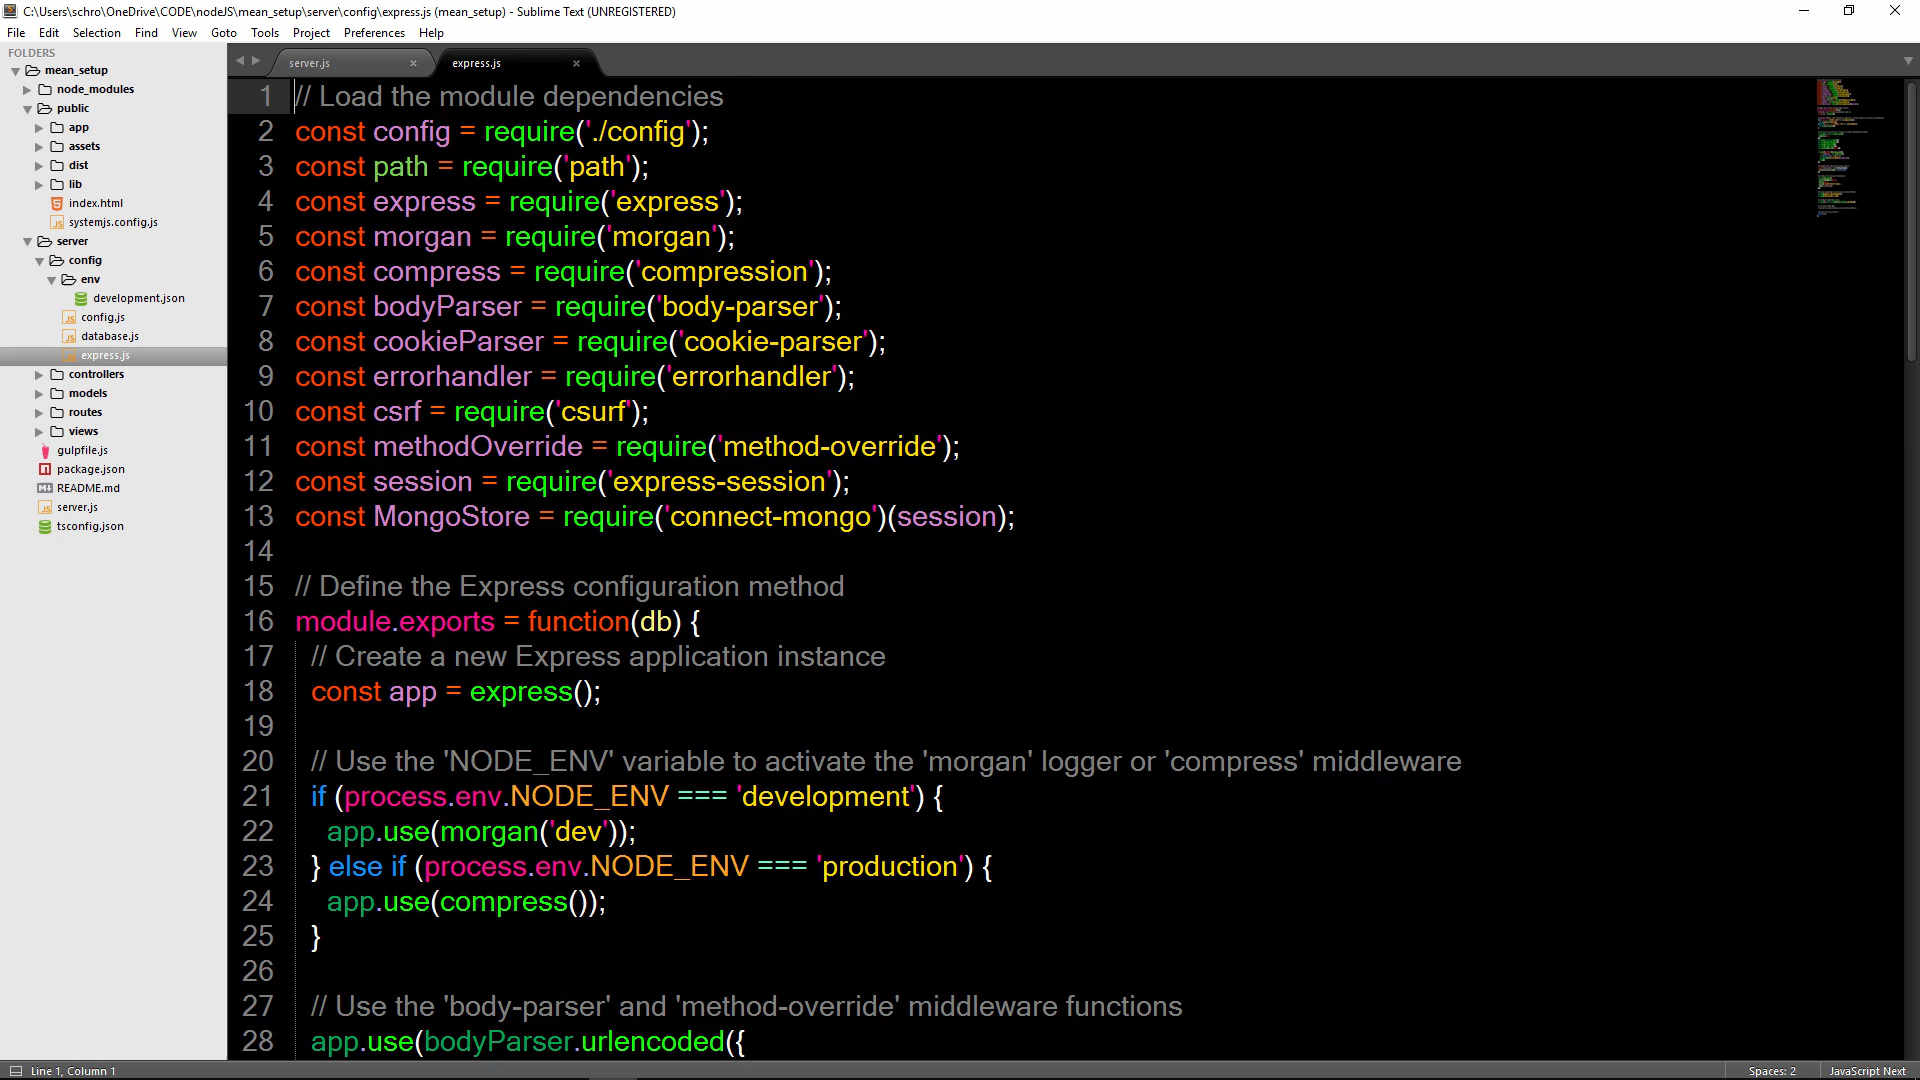 C:\Users\schro\OneDrive\CODE\nodeJS\mean_setup\server\config\express.js (mean_setup) - Sublime Text (UNREGISTERED)
File Edit Selection Find View Goto Tools Project Preferences Help
FOLDERS
mean_setup
node_modules
public
app
assets
dist
lib
index.html
systemjs.config.js
server
config
env
development.json
config.js
database.js
express.js
controllers
models
routes
views
gulpfile.js
package.json
README.md
server.js
tsconfig.json
server.js express.js
1 // Load the module dependencies
2 const config = require('./config');
3 const path = require('path');
4 const express = require('express');
5 const morgan = require('morgan');
6 const compress = require('compression');
7 const bodyParser = require('body-parser');
8 const cookieParser = require('cookie-parser');
9 const errorhandler = require('errorhandler');
10 const csrf = require('csurf');
11 const methodOverride = require('method-override');
12 const session = require('express-session');
13 const MongoStore = require('connect-mongo')(session);
14
15 // Define the Express configuration method
16 module.exports = function(db) {
17 // Create a new Express application instance
18 const app = express();
19
20 // Use the 'NODE_ENV' variable to activate the 'morgan' logger or 'compress' middleware
21 if (process.env.NODE_ENV === 'development') {
22 app.use(morgan('dev'));
23 } else if (process.env.NODE_ENV === 'production') {
24 app.use(compress());
25 }
26
27 // Use the 'body-parser' and 'method-override' middleware functions
28 app.use(bodyParser.urlencoded({
Line 1, Column 1 Spaces: 2 JavaScript Next